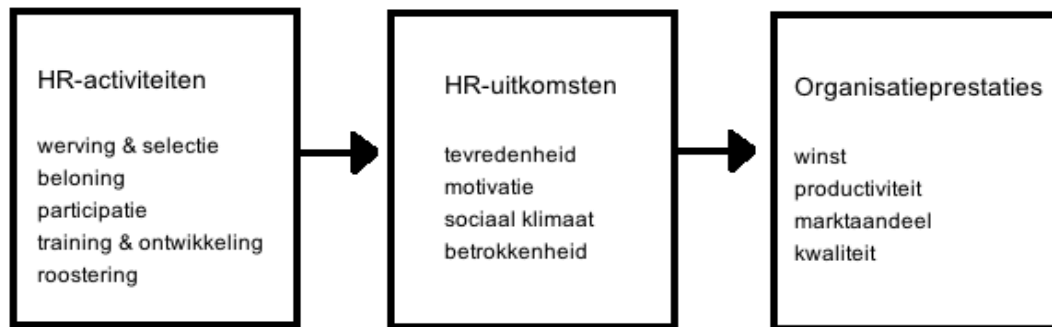 HR-activiteiten
werving & selectie
beloning
participatie
training & ontwikkeling
roostering
HR-uitkomsten
tevredenheid
motivatie
sociaal klimaat
betrokkenheid
Organisatieprestaties
winst
productiviteit
marktaandeel
kwaliteit